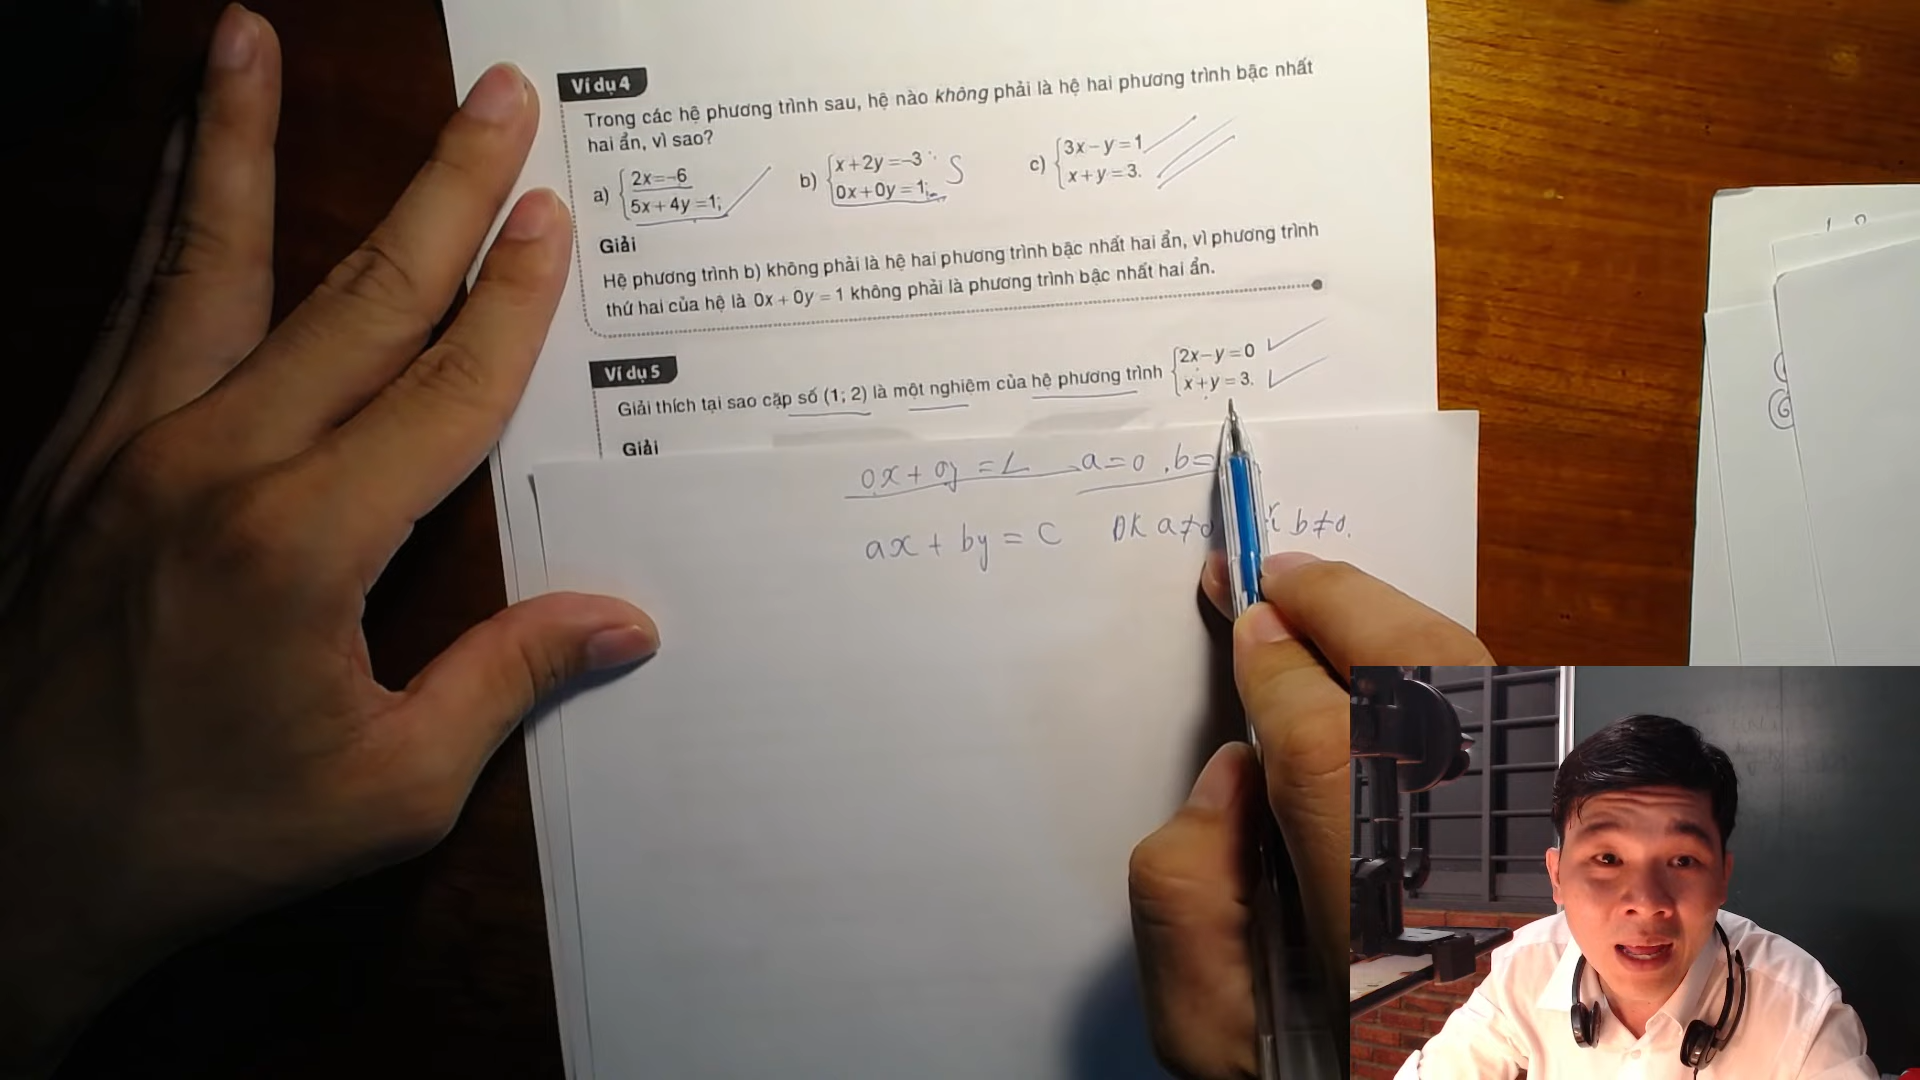 Ví dụ 4
Trong các hệ phương trình sau, hệ nào không phải là hệ hai phương trình bậc nhất
hai ẩn, vì sao?
a) {2x=-6
5x+4y=1;
b) {x+2y=-3
0x+0y=1;
S
c) {3x-y=1
x+y=3.
Giải
Hệ phương trình b) không phải là hệ hai phương trình bậc nhất hai ẩn, vì phương trình
thứ hai của hệ là 0x+0y=1 không phải là phương trình bậc nhất hai ẩn.
Ví dụ 5
Giải thích tại sao cặp số (1; 2) là một nghiệm của hệ phương trình {2x-y=0
x+y=3.
Giải
0x + 0y = 1 a=0, b=
ax + by = c ĐK a≠0 b≠0.
6